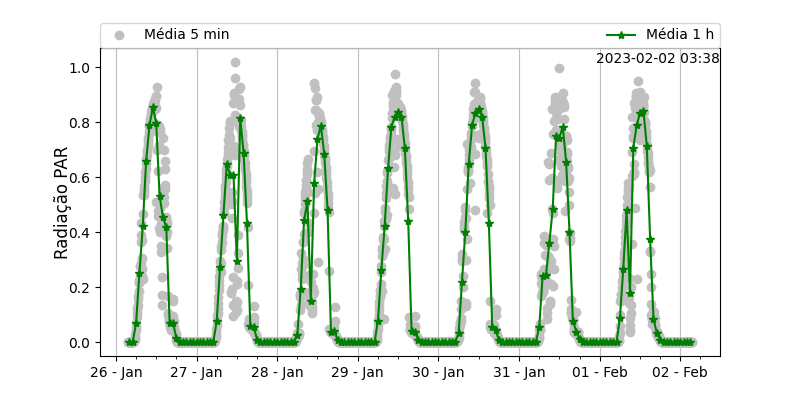 Média 5 min
Média 1 h
2023-02-02 03:38
Radiação PAR
1.0
0.8
0.6
0.4
0.2
0.0
26 - Jan
27 - Jan
28 - Jan
29 - Jan
30 - Jan
31 - Jan
01 - Feb
02 - Feb